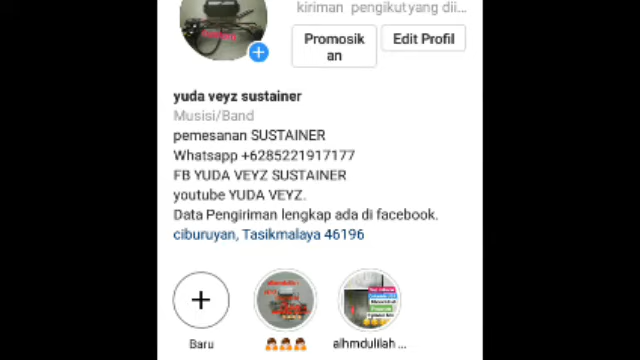 kiriman pengikut yang dii...
Promosik
an
Edit Profil
yuda veyz sustainer
Musisi/Band
pemesanan SUSTAINER
Whatsapp +6285221917177
FB YUDA VEYZ SUSTAINER
youtube YUDA VEYZ.
Data Pengiriman lengkap ada di facebook.
ciburuyan, Tasikmalaya 46196
Baru
alhmdulilah ...